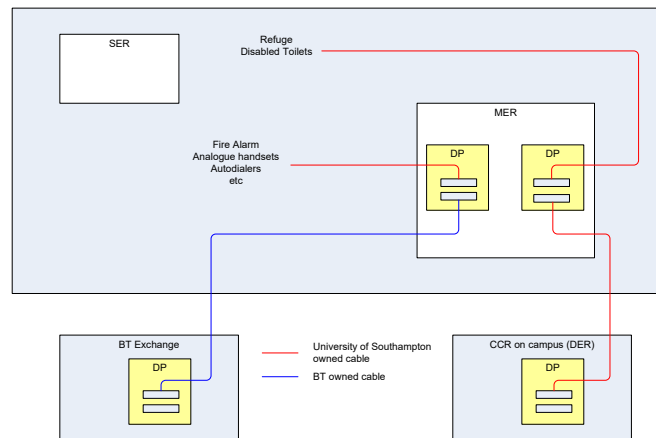 SER
Refuge
Disabled Toilets
MER
Fire Alarm
Analogue handsets
Autodialers
etc
DP
DP
BT Exchange
DP
University of Southampton
owned cable
BT owned cable
CCR on campus (DER)
DP